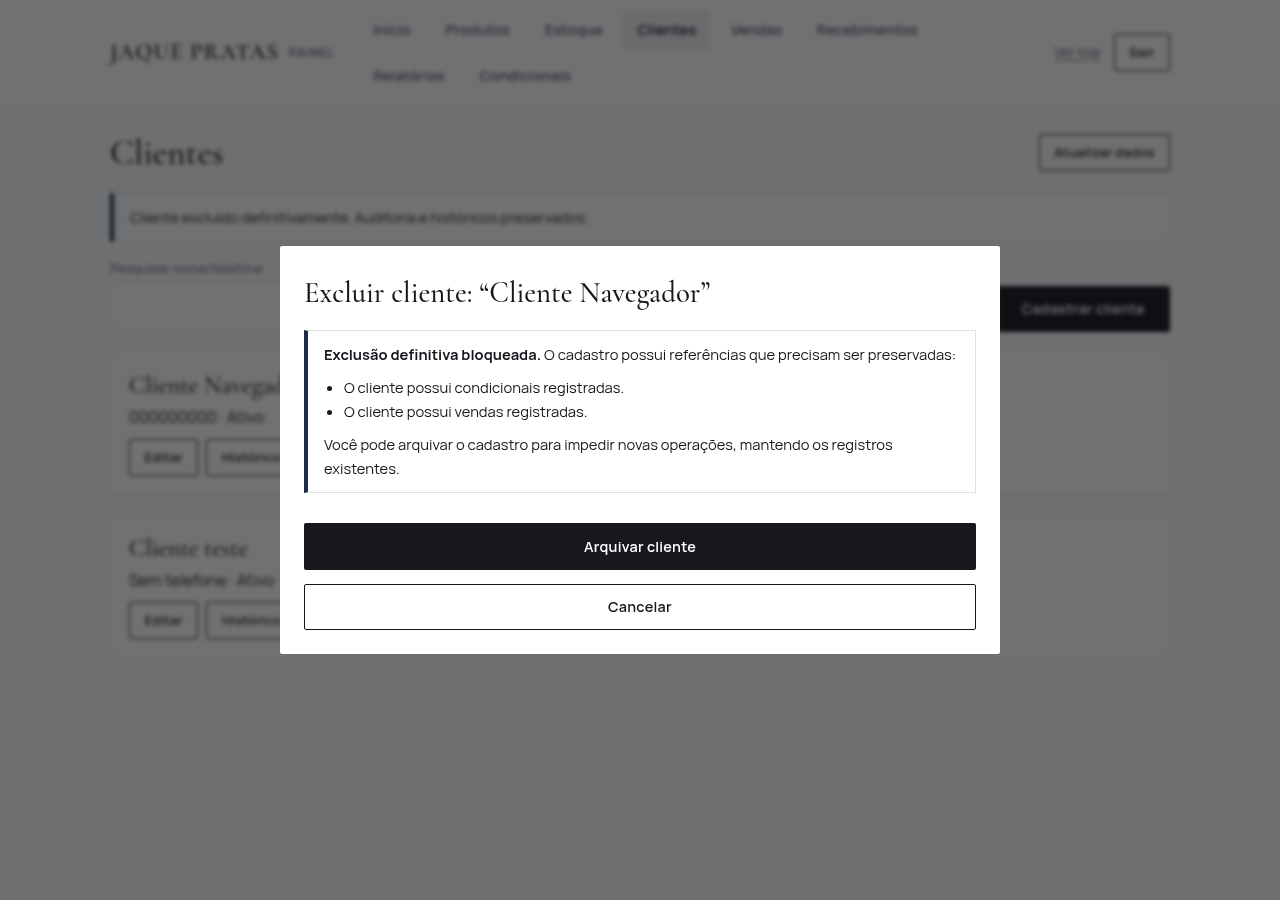 JAQUE PRATAS PAINEL
Início Produtos Estoque Clientes Vendas Recebimentos
Relatórios Condicionais
Ver loja Sair
Clientes
Atualizar dados
Cliente excluído definitivamente. Auditoria e históricos preservados.
Pesquisar nome/telefone
Cadastrar cliente
Excluir cliente: “Cliente Navegador”
Exclusão definitiva bloqueada. O cadastro possui referências que precisam ser preservadas:
• O cliente possui condicionais registradas.
• O cliente possui vendas registradas.
Você pode arquivar o cadastro para impedir novas operações, mantendo os registros
existentes.
Arquivar cliente
Cancelar
Cliente
000000000 · Ativo
Editar
Cliente teste
Sem telefone · Ativo
Editar